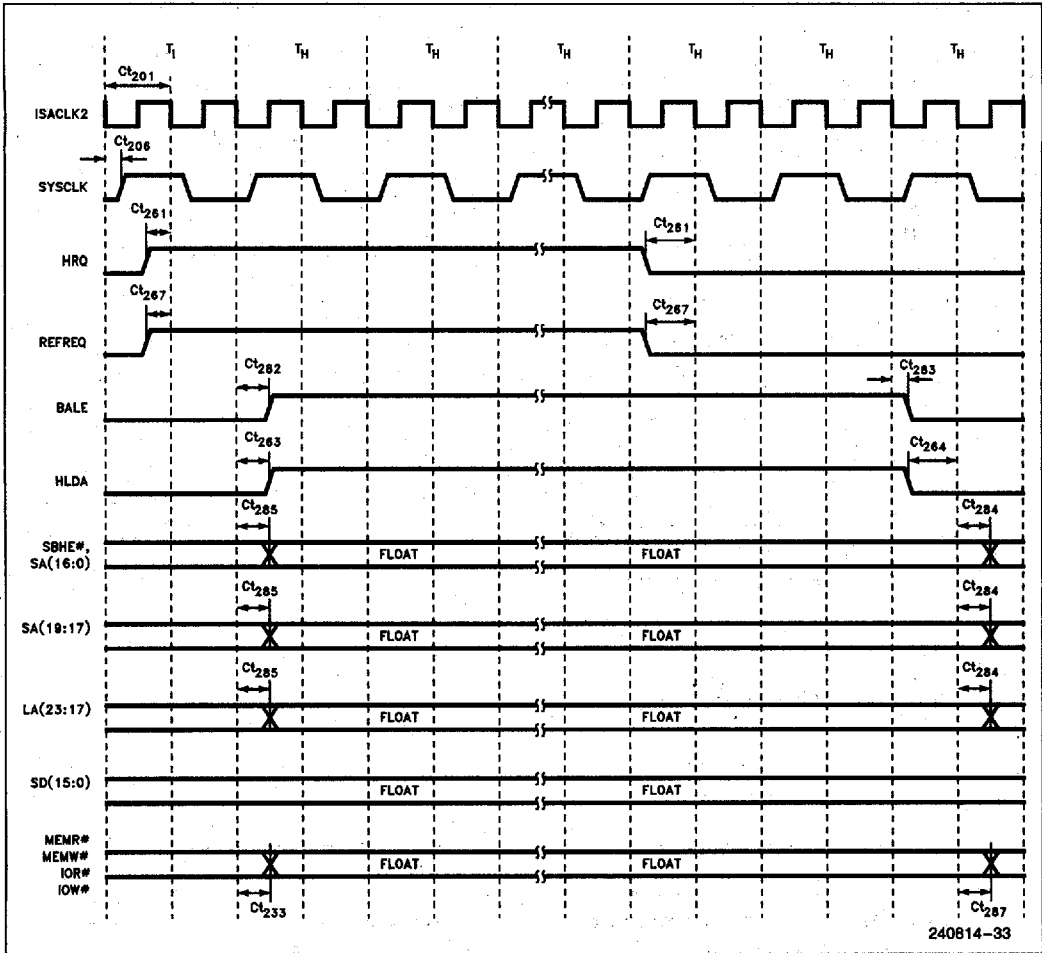 T1 TH TH TH TH TH TH
Ct201
ISACLK2
Ct206
SYSCLK
Ct261 Ct261
HRQ
Ct267 Ct267
REFREQ
Ct282 Ct283
BALE
Ct263 Ct264
HLDA
Ct285 Ct284
SBHE#,
SA(16:0) FLOAT FLOAT
Ct285 Ct284
SA(19:17) FLOAT FLOAT
Ct285 Ct284
LA(23:17) FLOAT FLOAT
SD(15:0) FLOAT FLOAT
MEMR#
MEMW# FLOAT FLOAT
IOR#
IOW#
Ct233 Ct287
240814-33